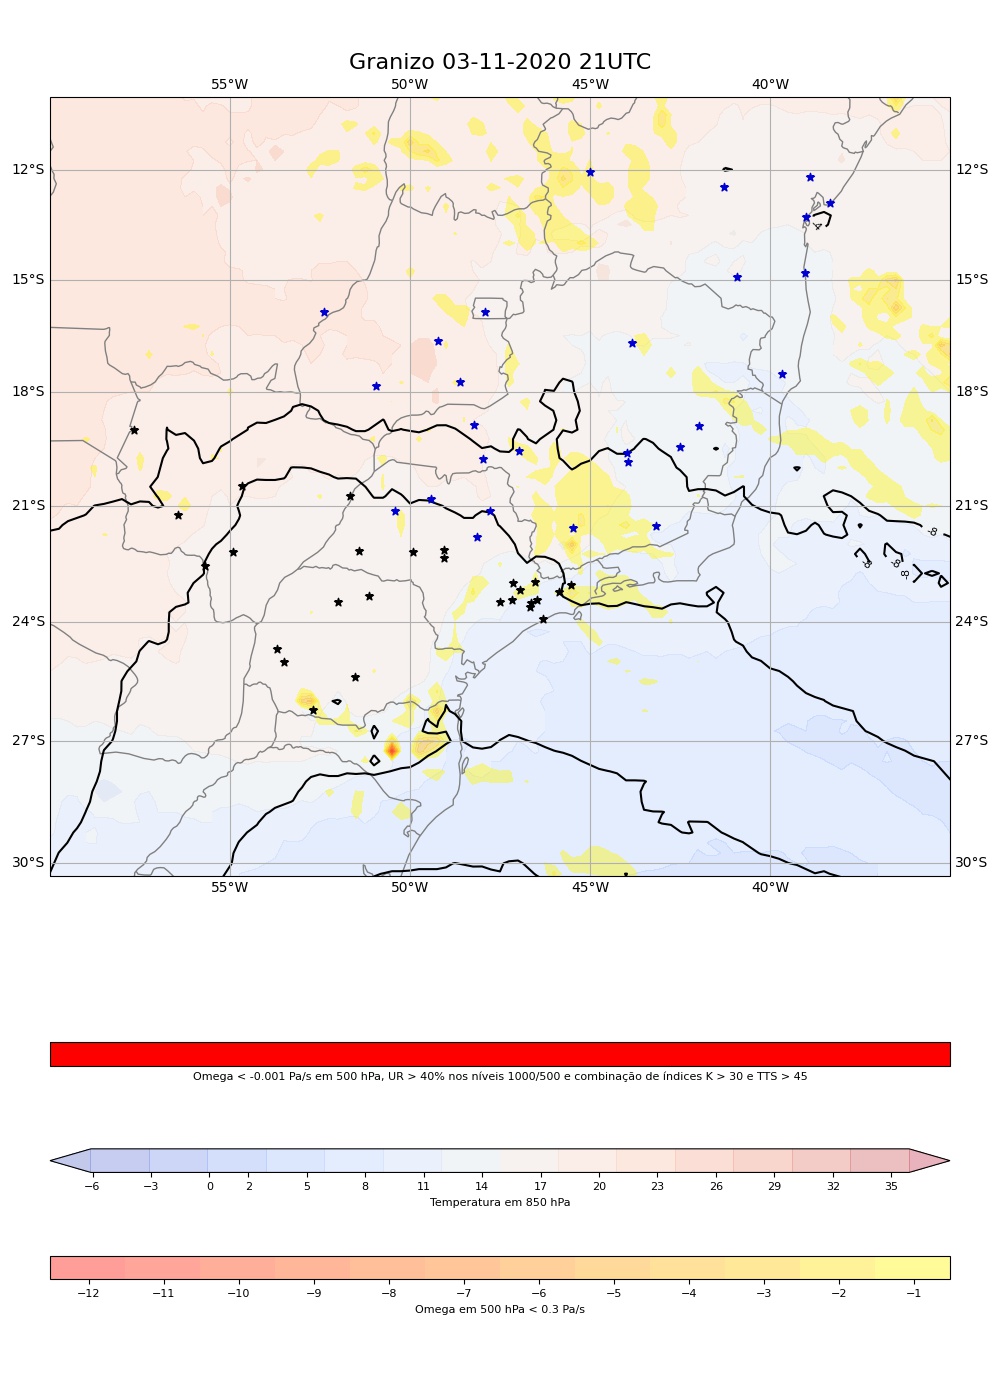 Granizo 03-11-2020 21UTC
55°W 50°W 45°W 40°W
12°S 12°S
-4
15°S 15°S
18°S 18°S
21°S 21°S
-8
-8 -8 -8
24°S 24°S
27°S 27°S
30°S 30°S
55°W 50°W 45°W 40°W
Omega < -0.001 Pa/s em 500 hPa, UR > 40% nos níveis 1000/500 e combinação de índices K > 30 e TTS > 45
−6 −3 0 2 5 8 11 14 17 20 23 26 29 32 35
Temperatura em 850 hPa
−12 −11 −10 −9 −8 −7 −6 −5 −4 −3 −2 −1
Omega em 500 hPa < 0.3 Pa/s